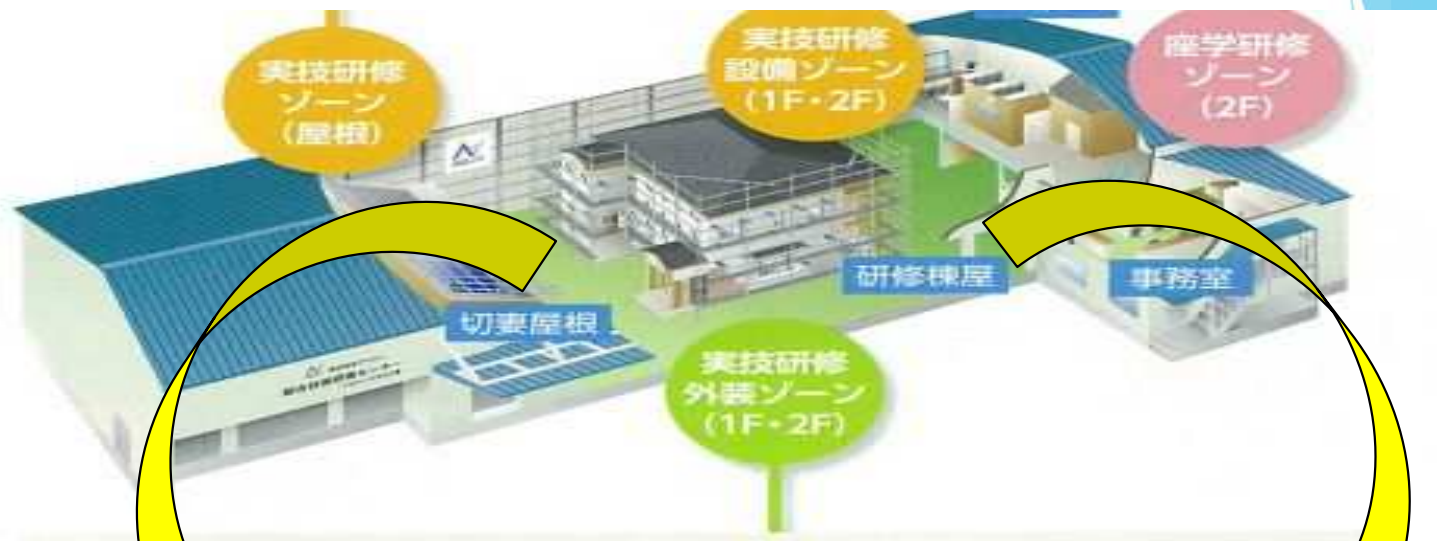 実技研修
ゾーン
(屋根)
実技研修
設備ゾーン
(1F・2F)
座学研修
ゾーン
(2F)
研修棟屋
事務室
切妻屋根
実技研修
外装ゾーン
(1F・2F)